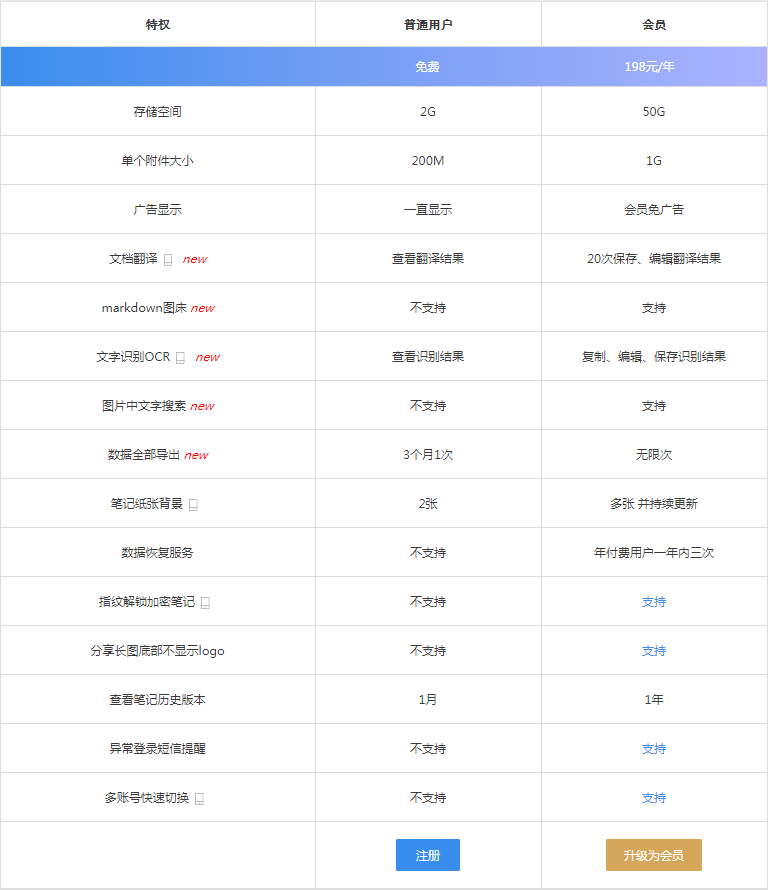 特权 普通用户 会员
免费 198元/年
存储空间 2G 50G
单个附件大小 200M 1G
广告显示 一直显示 会员免广告
文档翻译 new 查看翻译结果 20次保存、编辑翻译结果
markdown图床 new 不支持 支持
文字识别OCR new 查看识别结果 复制、编辑、保存识别结果
图片中文字搜索 new 不支持 支持
数据全部导出 new 3个月1次 无限次
笔记纸张背景 2张 多张 并持续更新
数据恢复服务 不支持 年付费用户一年内三次
指纹解锁加密笔记 不支持 支持
分享长图底部不显示logo 不支持 支持
查看笔记历史版本 1月 1年
异常登录短信提醒 不支持 支持
多账号快速切换 不支持 支持
注册 升级为会员